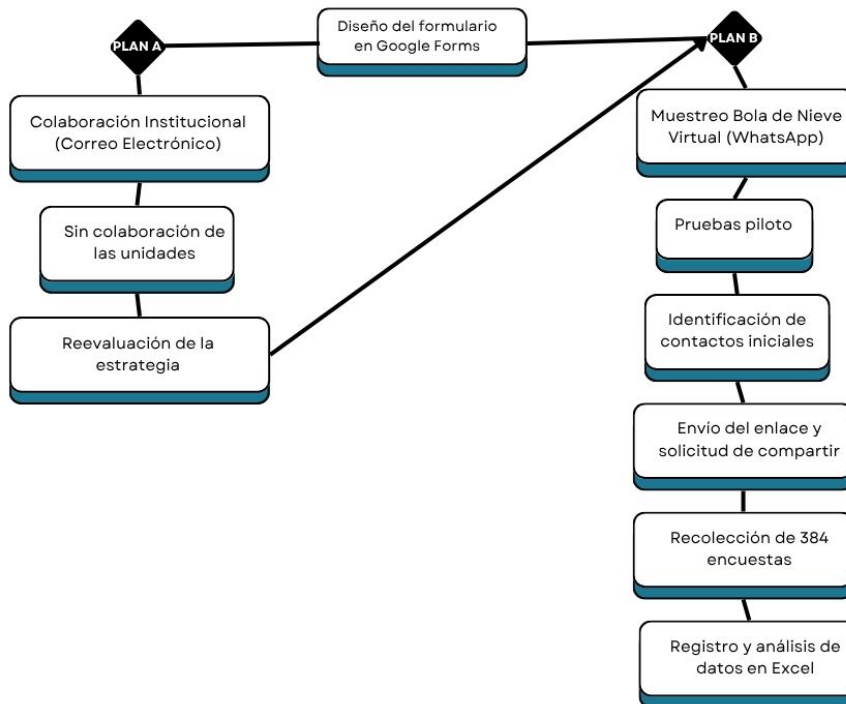 PLAN A
Diseño del formulario
en Google Forms
PLAN B
Colaboración Institucional
(Correo Electrónico)
Sin colaboración de
las unidades
Reevaluación de la
estrategia
Muestreo Bola de Nieve
Virtual (WhatsApp)
Pruebas piloto
Identificación de
contactos iniciales
Envío del enlace y
solicitud de compartir
Recolección de 384
encuestas
Registro y análisis de
datos en Excel